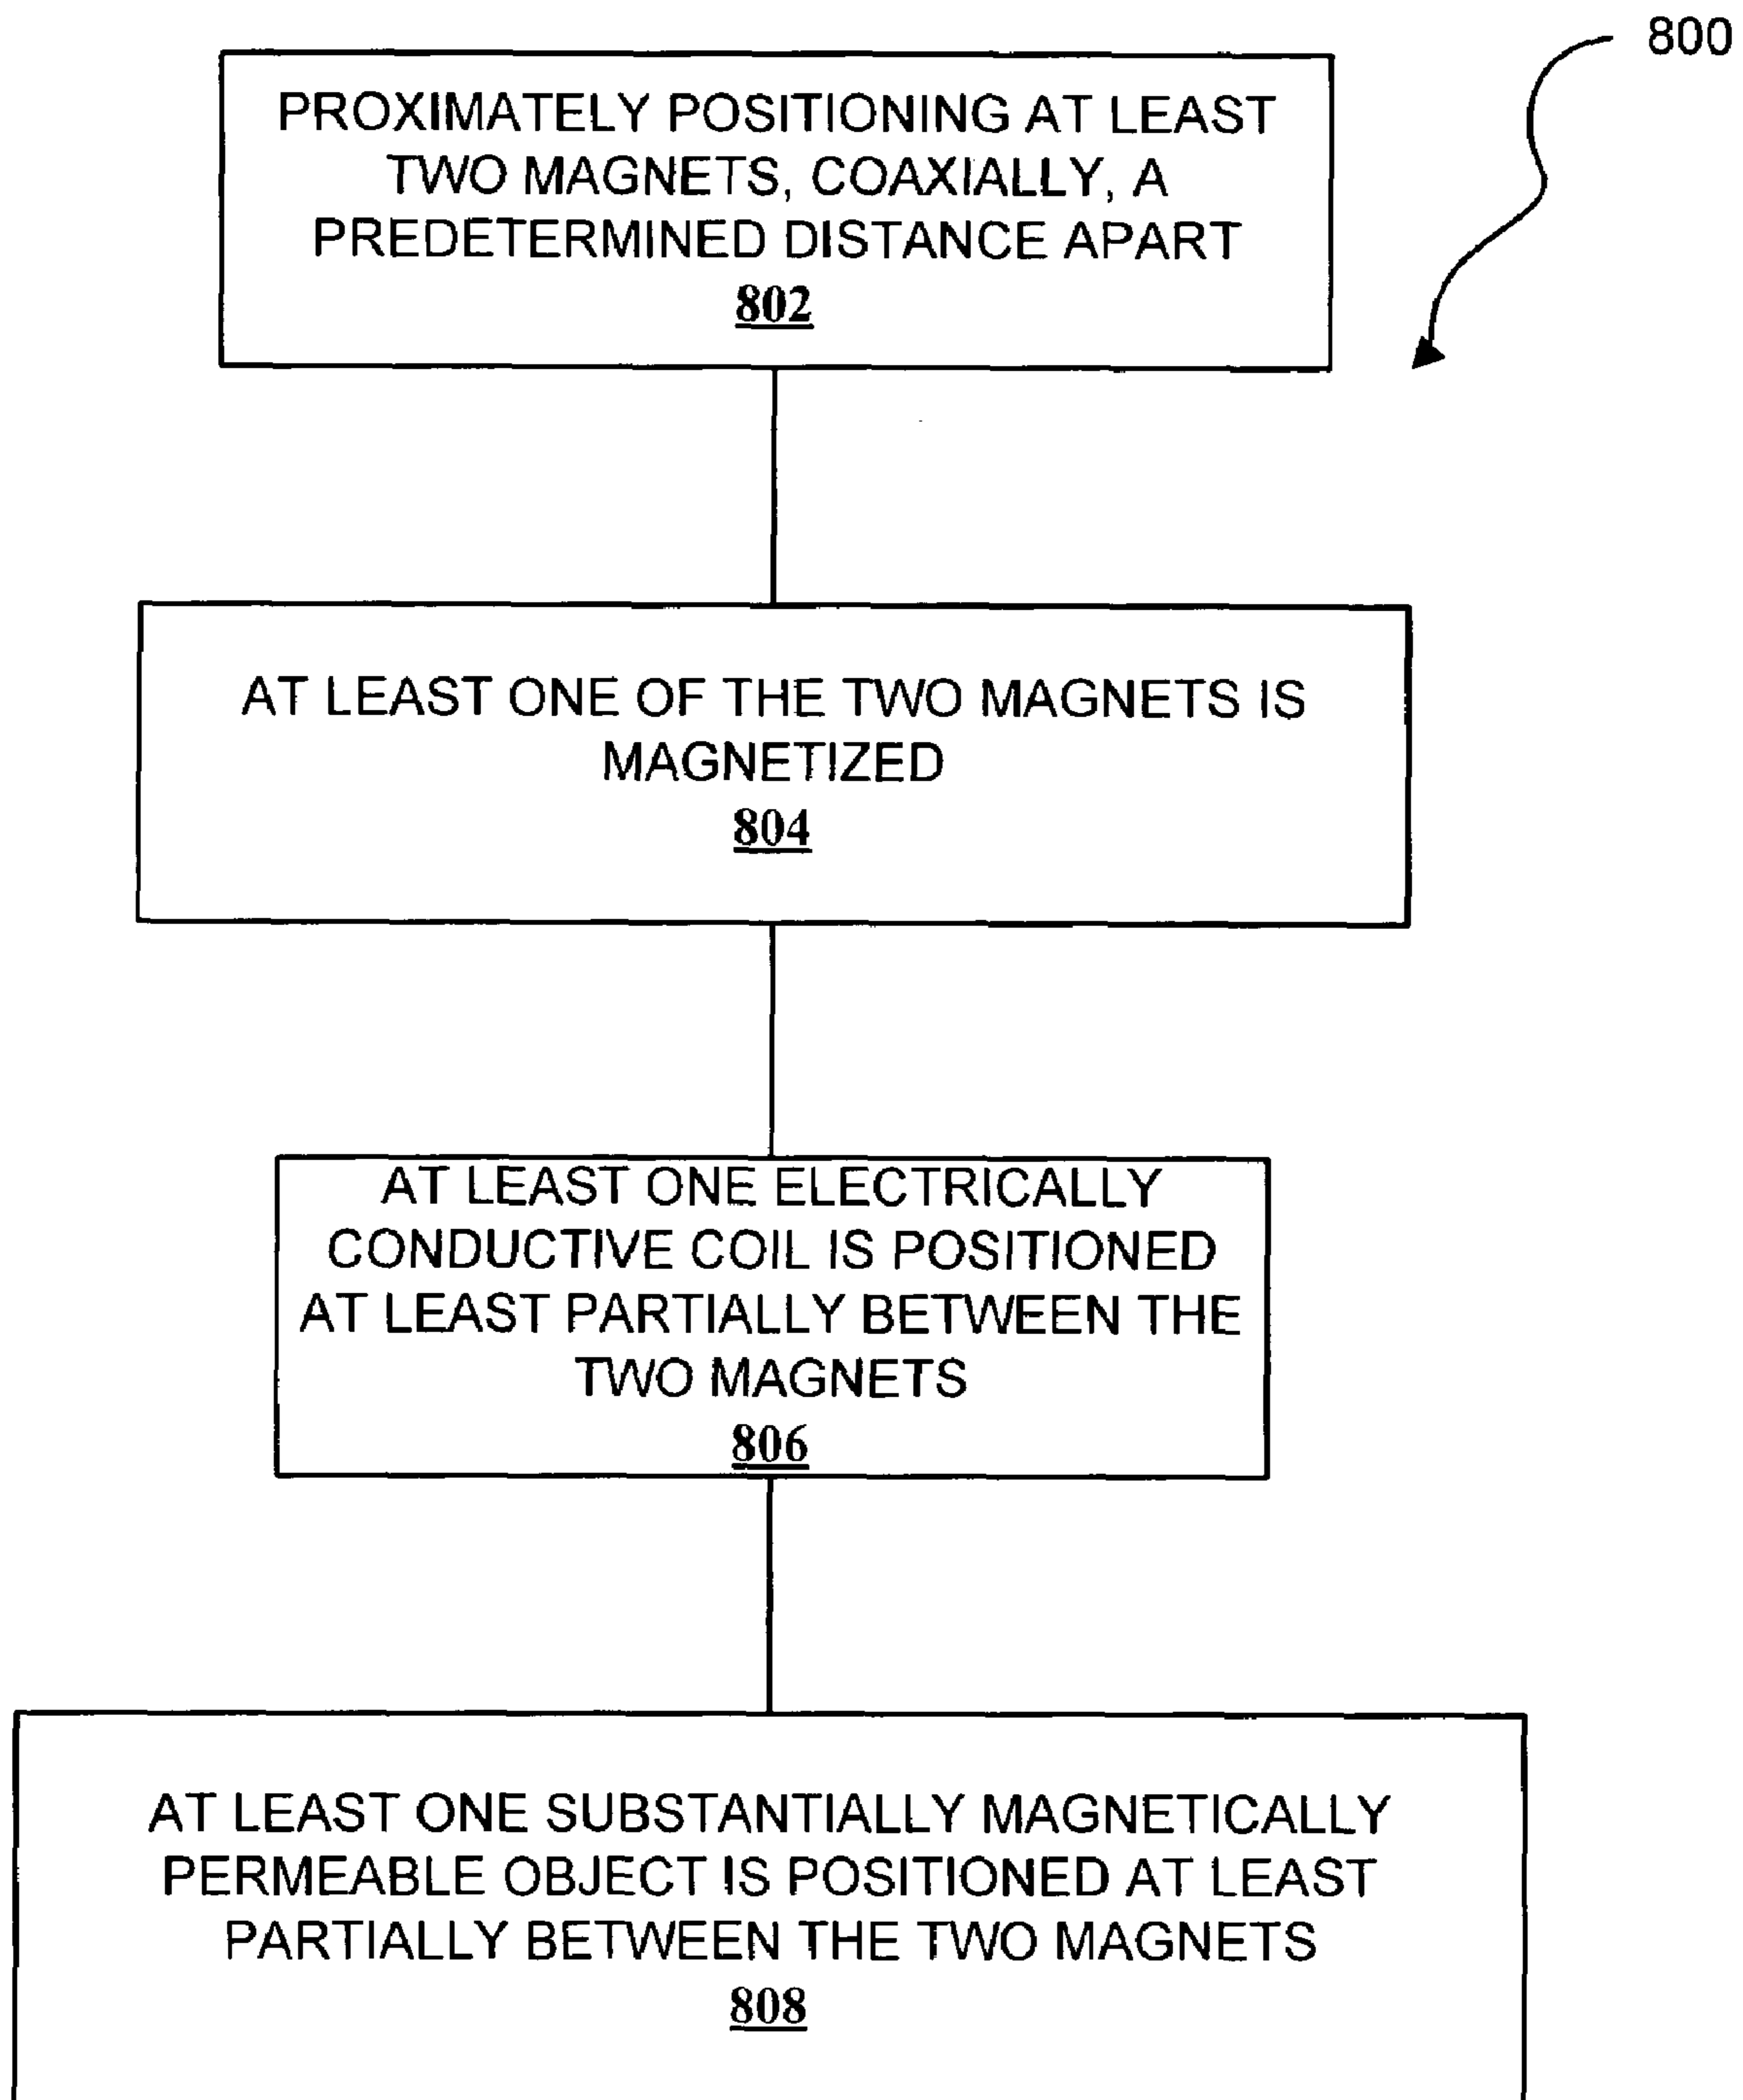 800
PROXIMATELY POSITIONING AT LEAST
TWO MAGNETS, COAXIALLY, A
PREDETERMINED DISTANCE APART
802
AT LEAST ONE OF THE TWO MAGNETS IS
MAGNETIZED
804
AT LEAST ONE ELECTRICALLY
CONDUCTIVE COIL IS POSITIONED
AT LEAST PARTIALLY BETWEEN THE
TWO MAGNETS
806
AT LEAST ONE SUBSTANTIALLY MAGNETICALLY
PERMEABLE OBJECT IS POSITIONED AT LEAST
PARTIALLY BETWEEN THE TWO MAGNETS
808